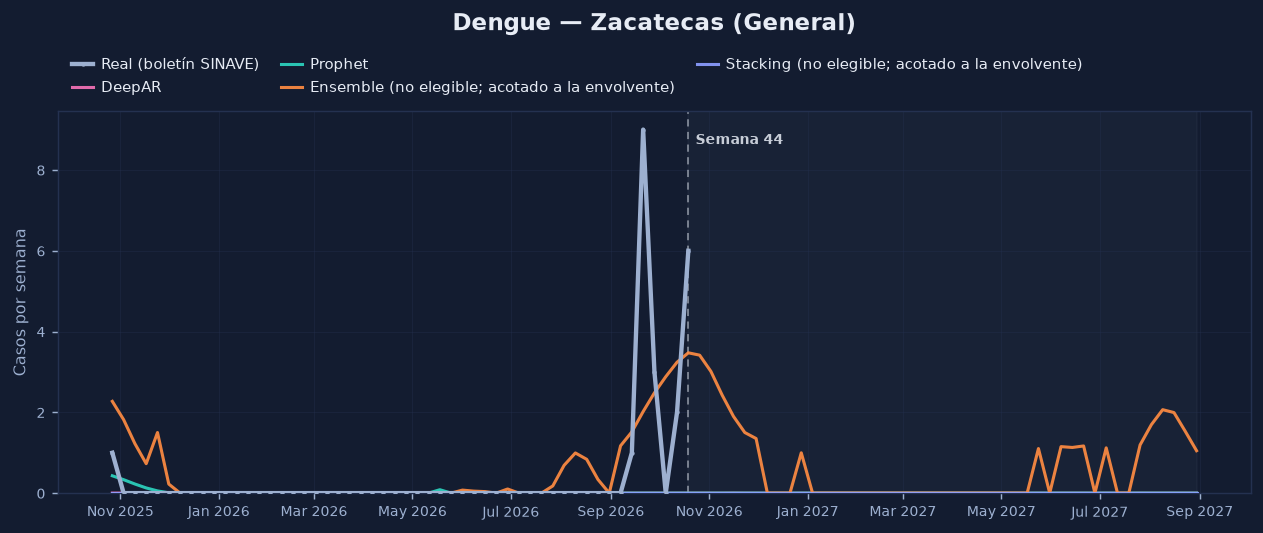 Dengue — Zacatecas (General)
Real (boletín SINAVE)
DeepAR
Prophet
Ensemble (no elegible; acotado a la envolvente)
Stacking (no elegible; acotado a la envolvente)
Casos por semana
8
6
4
2
0
Semana 44
Nov 2025
Jan 2026
Mar 2026
May 2026
Jul 2026
Sep 2026
Nov 2026
Jan 2027
Mar 2027
May 2027
Jul 2027
Sep 2027